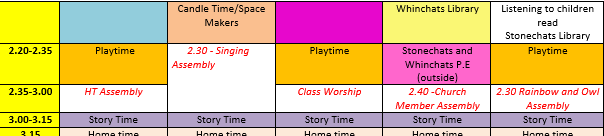 Candle Time/Space Makers Whinchats Library Listening to children read Stonechats Library
2.20-2.35 Playtime 2.30 - Singing Assembly Playtime Stonechats and Whinchats P.E (outside) Playtime
2.35-3.00 HT Assembly Class Worship 2.40 -Church Member Assembly 2.30 Rainbow and Owl Assembly
3.00-3.15 Story Time Story Time Story Time Story Time Story Time
3.15 Home time Home time Home time Home time Home time